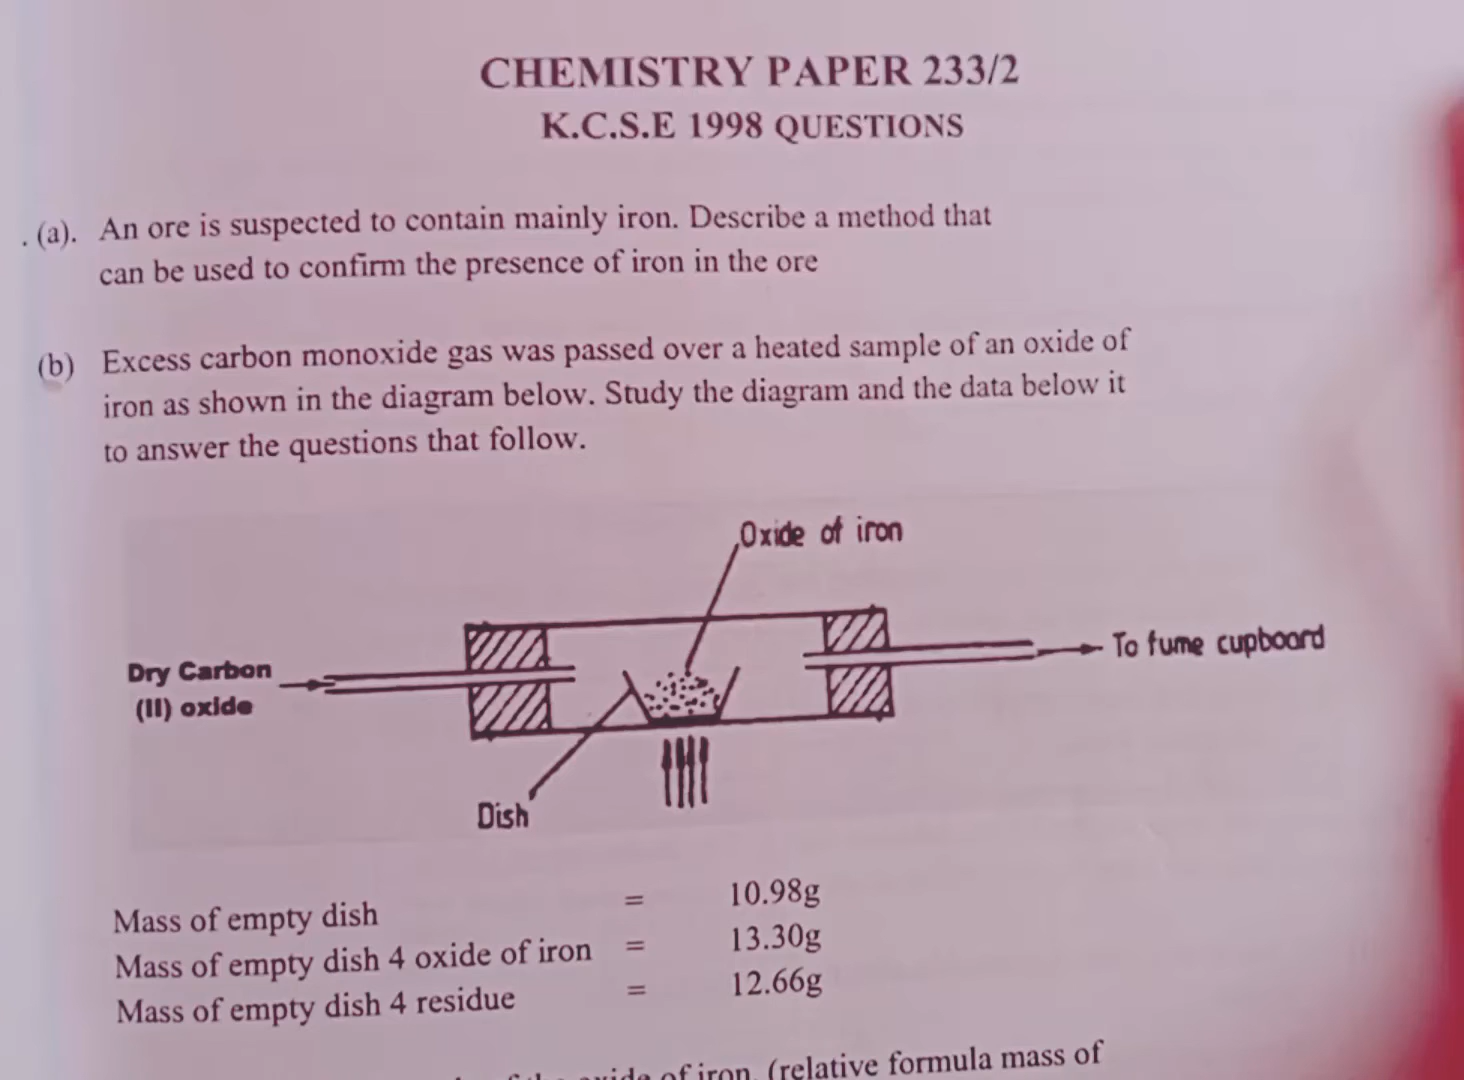 CHEMISTRY PAPER 233/2
K.C.S.E 1998 QUESTIONS
. (a). An ore is suspected to contain mainly iron. Describe a method that
can be used to confirm the presence of iron in the ore
(b) Excess carbon monoxide gas was passed over a heated sample of an oxide of
iron as shown in the diagram below. Study the diagram and the data below it
to answer the questions that follow.
Oxide of iron
To fume cupboard
Dry Carbon
(II) oxide
Dish
Mass of empty dish = 10.98g
Mass of empty dish 4 oxide of iron = 13.30g
Mass of empty dish 4 residue = 12.66g
of iron. (relative formula mass of